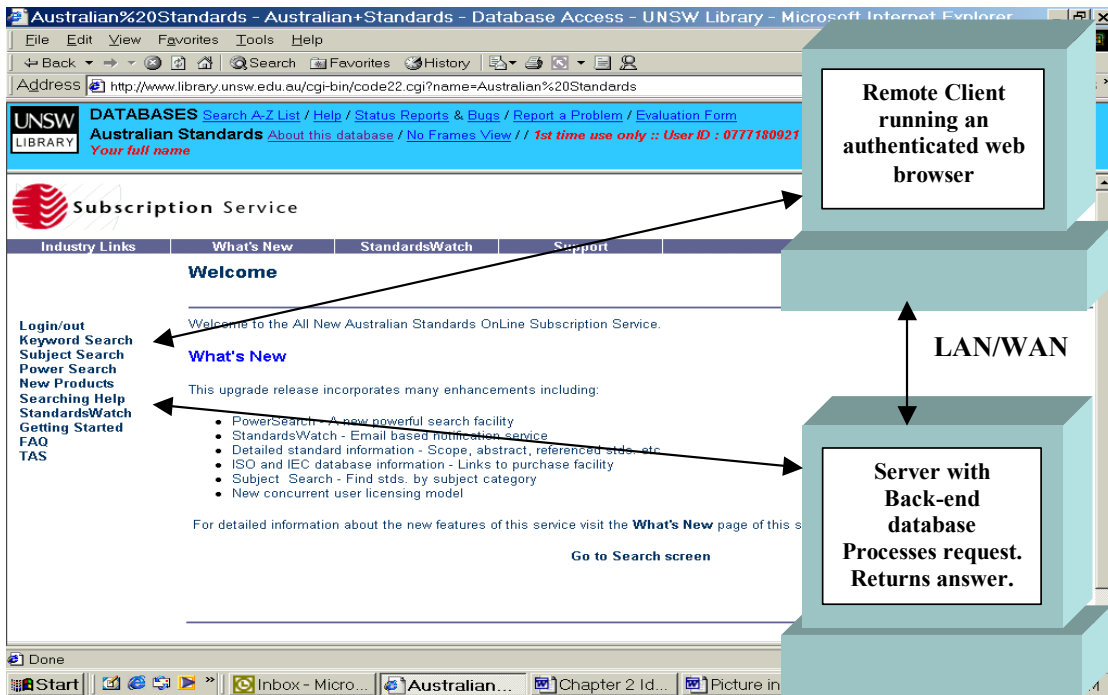 Australian%20Standards - Australian+Standards - Database Access - UNSW Library - Microsoft Internet Explorer
File Edit View Favorites Tools Help
Back Search Favorites History
Address http://www.library.unsw.edu.au/cgi-bin/code22.cgi?name=Australian%20Standards
UNSW
LIBRARY
DATABASES Search A-Z List / Help / Status Reports & Bugs / Report a Problem / Evaluation Form
Australian Standards About this database / No Frames View // 1st time use only :: User ID : 0777180921
Your full name
Subscription Service
Industry Links What's New StandardsWatch Support
Welcome
Login/out
Keyword Search
Subject Search
Power Search
New Products
Searching Help
StandardsWatch
Getting Started
FAQ
TAS
Welcome to the All New Australian Standards OnLine Subscription Service.
What's New
This upgrade release incorporates many enhancements including:
PowerSearch - A new powerful search facility
StandardsWatch - Email based notification service
Detailed standard information - Scope, abstract, referenced stds. etc
ISO and IEC database information - Links to purchase facility
Subject Search - Find stds. by subject category
New concurrent user licensing model
For detailed information about the new features of this service visit the What's New page of this s
Go to Search screen
Remote Client
running an
authenticated web
browser
LAN/WAN
Server with
Back-end
database
Processes request.
Returns answer.
Done
Start Inbox - Micro... Australian... Chapter 2 Id... Picture in